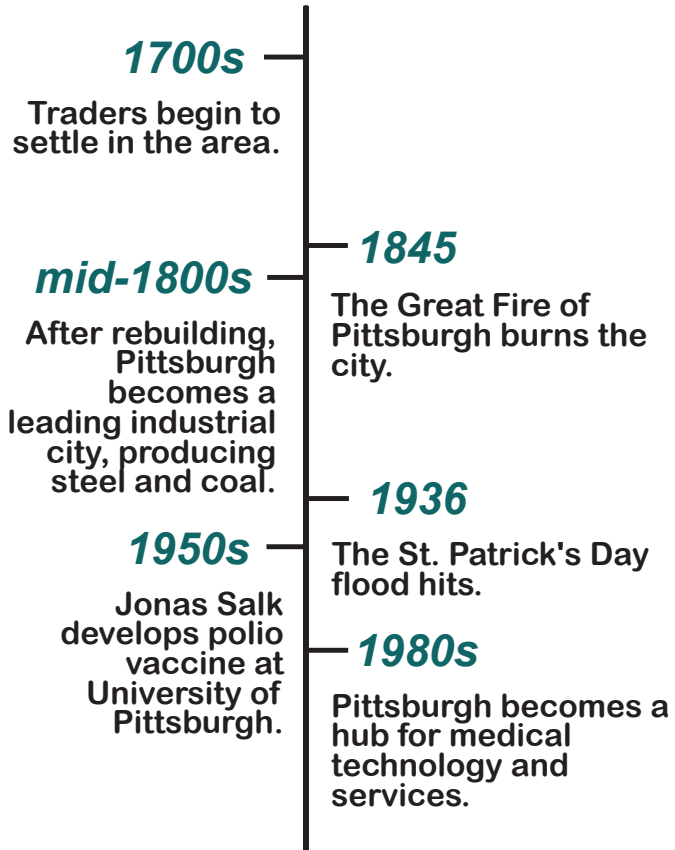 1700s
Traders begin to
settle in the area.
1845
The Great Fire of
Pittsburgh burns the
city.
mid-1800s
After rebuilding,
Pittsburgh
becomes a
leading industrial
city, producing
steel and coal.
1936
The St. Patrick's Day
flood hits.
1950s
Jonas Salk
develops polio
vaccine at
University of
Pittsburgh.
1980s
Pittsburgh becomes a
hub for medical
technology and
services.